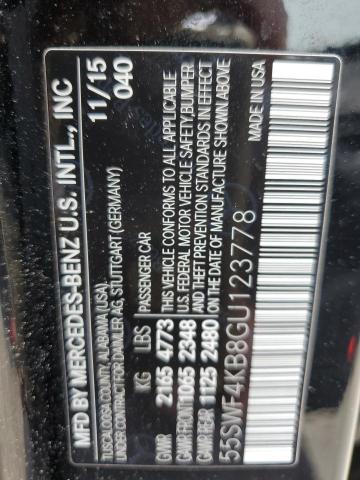 MFD BY MERCEDES-BENZ U.S. INTL., INC
TUSCALOOSA COUNTY, ALABAMA (USA)
CONTRACTOR FOR DAIMLER AG, STUTTGART (GERMANY)
11/15
040
KG LBS PASSENGER CAR
GVWR 2165 4773
GAWR FRONT 1065 2348
GAWR REAR 1125 2480
THIS VEHICLE CONFORMS TO ALL APPLICABLE
U.S. FEDERAL MOTOR VEHICLE SAFETY, BUMPER,
AND THEFT PREVENTION STANDARDS IN EFFECT
ON THE DATE OF MANUFACTURE SHOWN ABOVE
55SWF4KB8GU123778
MADE IN USA